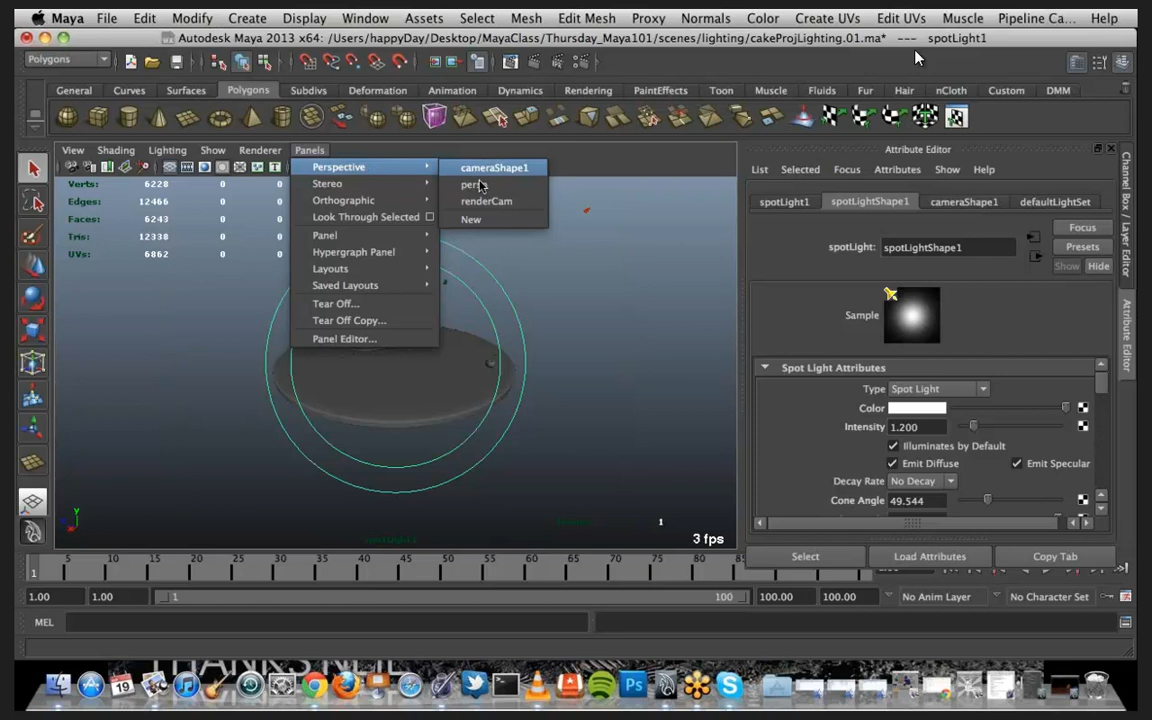 Maya File Edit Modify Create Display Window Assets Select Mesh Edit Mesh Proxy Normals Color Create UVs Edit UVs Muscle Pipeline Ca... Help
Autodesk Maya 2013 x64: /Users/happyDay/Desktop/MayaClass/Thursday_Maya101/scenes/lighting/cakeProjLighting.01.ma* --- spotLight1
Polygons
General Curves Surfaces Polygons Subdivs Deformation Animation Dynamics Rendering PaintEffects Toon Muscle Fluids Fur Hair nCloth Custom DMM
View Shading Lighting Show Renderer Panels
Attribute Editor
Perspective
Stereo
Orthographic
Look Through Selected
Panel
Hypergraph Panel
Layouts
Saved Layouts
Tear Off...
Tear Off Copy...
Panel Editor...
cameraShape1
renderCam
New
Verts: 6228 0 0
Edges: 12466 0 0
Faces: 6243 0 0
Tris: 12338 0 0
UVs: 6862 0 0
List Selected Focus Attributes Show Help
spotLight1 spotLightShape1 cameraShape1 defaultLightSet
spotLight: spotLightShape1
Focus
Presets
Show Hide
Sample
Spot Light Attributes
Type Spot Light
Color
Intensity 1.200
Illuminates by Default
Emit Diffuse Emit Specular
Decay Rate No Decay
Cone Angle 49.544
Select Load Attributes Copy Tab
Channel Box / Layer Editor
Attribute Editor
y
x
1
3 fps
1 5 10 15 20 25 30 35 40 45 50 55 60 65 70 75 80 85
1.00 1.00 1 100 100.00 100.00 No Anim Layer No Character Set
MEL
19
Ps